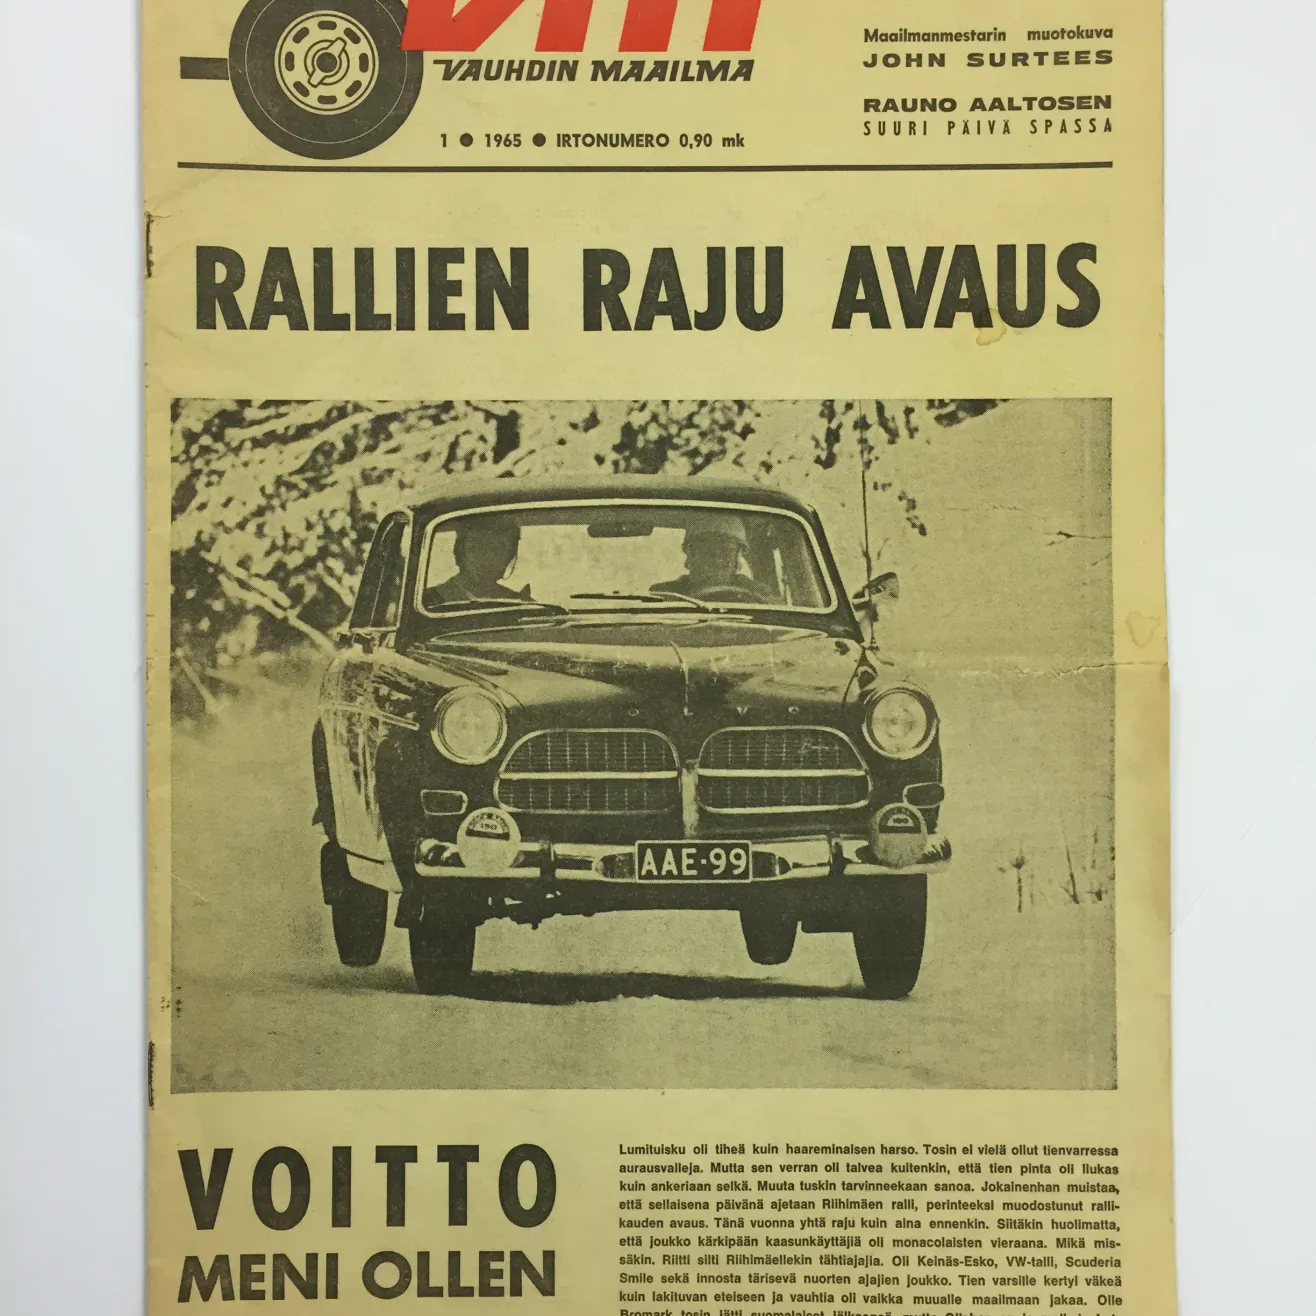 VAUHDIN MAAILMA
1 ● 1965 ● IRTONUMERO 0,90 mk
Maailmanmestarin muotokuva
JOHN SURTEES
RAUNO AALTOSEN
SUURI PÄIVÄ SPASSA
RALLIEN RAJU AVAUS
VOLVO
AAE-99
VOITTO
MENI OLLEN
Lumituisku oli tiheä kuin haareminaisen harso. Tosin ei vielä ollut tienvarressa
aurausvalleja. Mutta sen verran oli talvea kuitenkin, että tien pinta oli liukas
kuin ankeriaan selkä. Muuta tuskin tarvinneekaan sanoa. Jokainenhan muistaa,
että sellaisena päivänä ajetaan Riihimäen ralli, perinteeksi muodostunut ralli-
kauden avaus. Tänä vuonna yhtä raju kuin aina ennenkin. Siitäkin huolimatta,
että joukko kärkipään kaasunkäyttäjiä oli monacolaisten vieraana. Mikä mis-
säkin. Riitti silti Riihimäellekin tähtiajajia. Oli Keinäs-Esko, VW-talli, Scuderia
Smile sekä innosta tärisevä nuorten ajajien joukko. Tien varsille kertyi väkeä
kuin lakituvan eteiseen ja vauhtia oli vaikka muualle maailmaan jakaa. Olle
Bromark tosin jätti suomalaiset jälkeensä, mutta